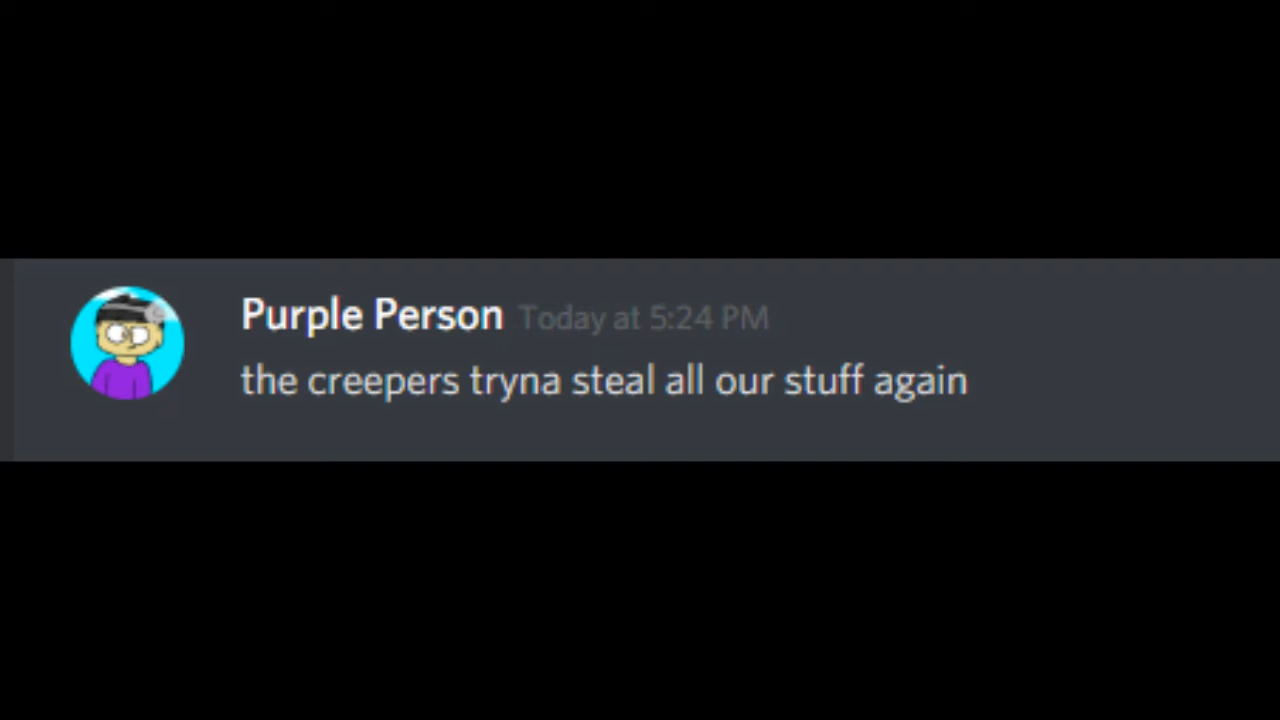 Purple Person Today at 5:24 PM
the creepers tryna steal all our stuff again